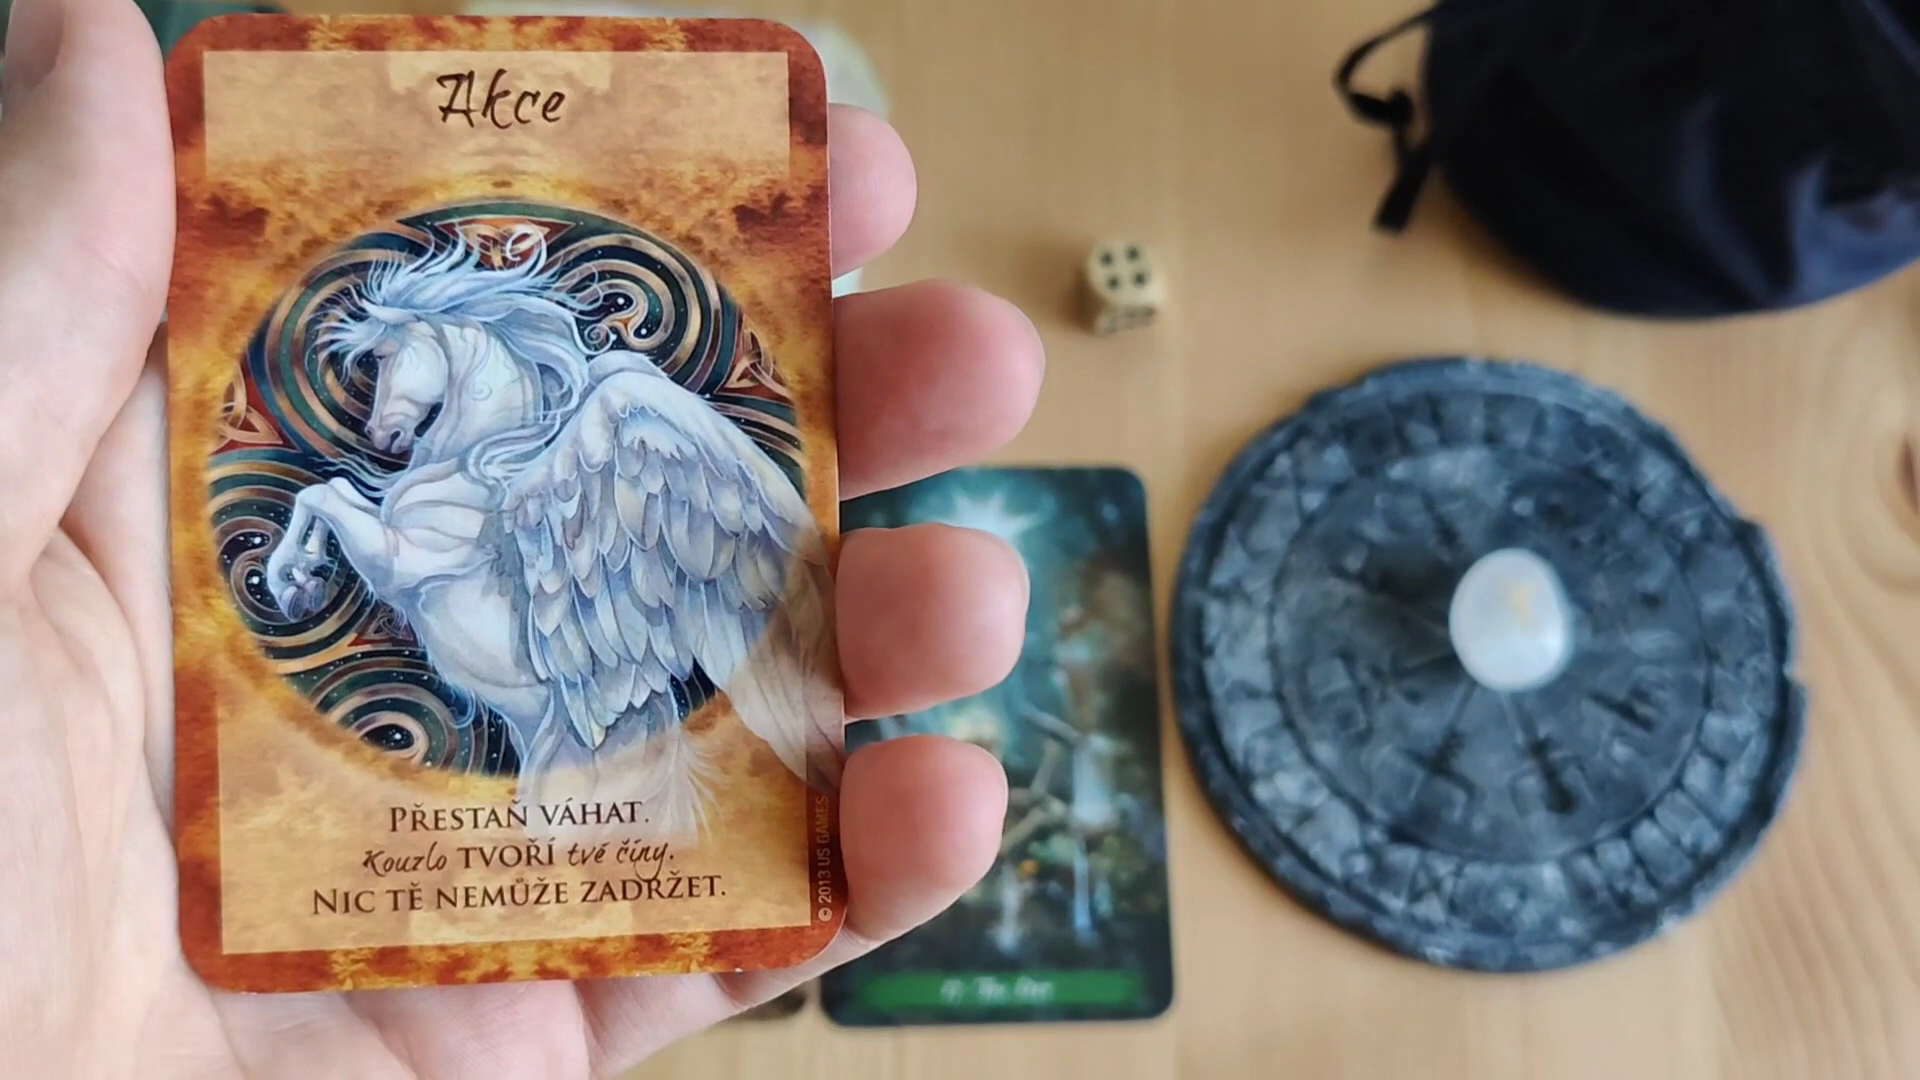 Akce
PŘESTAŇ VÁHAT.
Kouzlo TVOŘÍ tvé činy.
NIC TĚ NEMŮŽE ZADRŽET.
© 2013 US GAMES